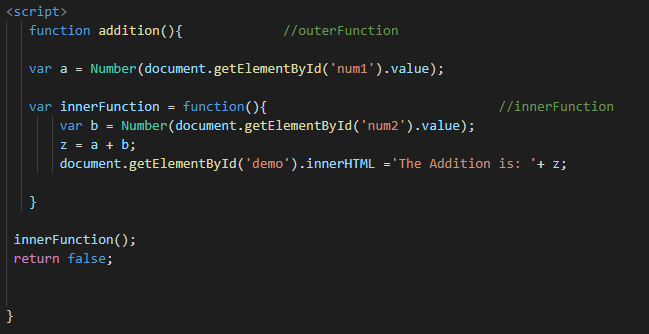 <script>
function addition(){ //outerFunction
var a = Number(document.getElementById('num1').value);
var innerFunction = function(){ //innerFunction
var b = Number(document.getElementById('num2').value);
z = a + b;
document.getElementById('demo').innerHTML ='The Addition is: '+ z;
}
innerFunction();
return false;
}